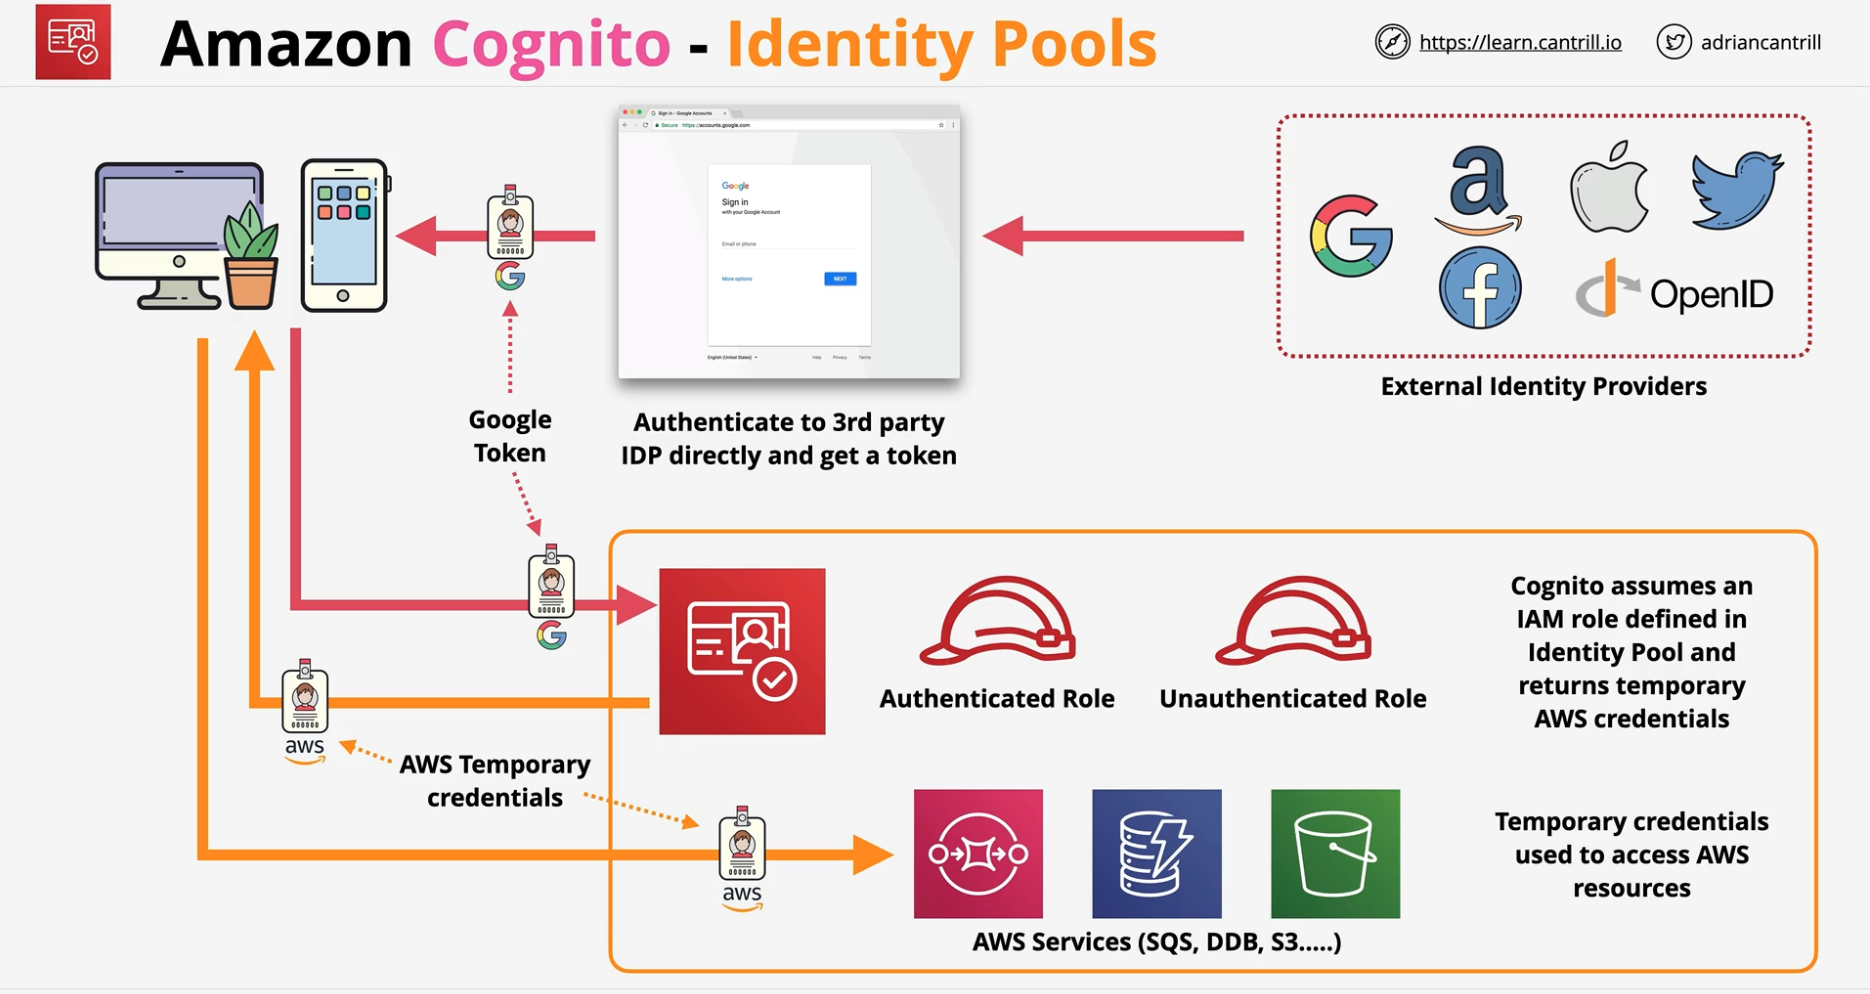 Amazon Cognito - Identity Pools
https://learn.cantrill.io
adriancantrill
Sign in - Google Accounts
Secure https://accounts.google.com
Google
Sign in
with your Google Account
Email or phone
More options
NEXT
English (United States)
Help Privacy Terms
OpenID
External Identity Providers
Google
Token
Authenticate to 3rd party
IDP directly and get a token
Authenticated Role
Unauthenticated Role
Cognito assumes an
IAM role defined in
Identity Pool and
returns temporary
AWS credentials
aws
AWS Temporary
credentials
aws
Temporary credentials
used to access AWS
resources
AWS Services (SQS, DDB, S3.....)